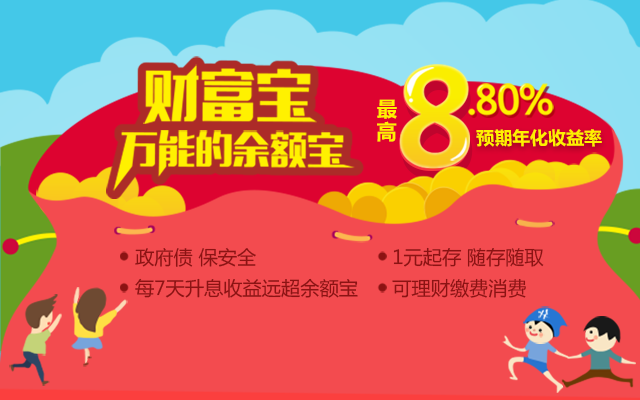 财富宝
万能的余额宝
最高8.80%
预期年化收益率
政府债 保安全
1元起存 随存随取
每7天升息收益远超余额宝
可理财缴费消费